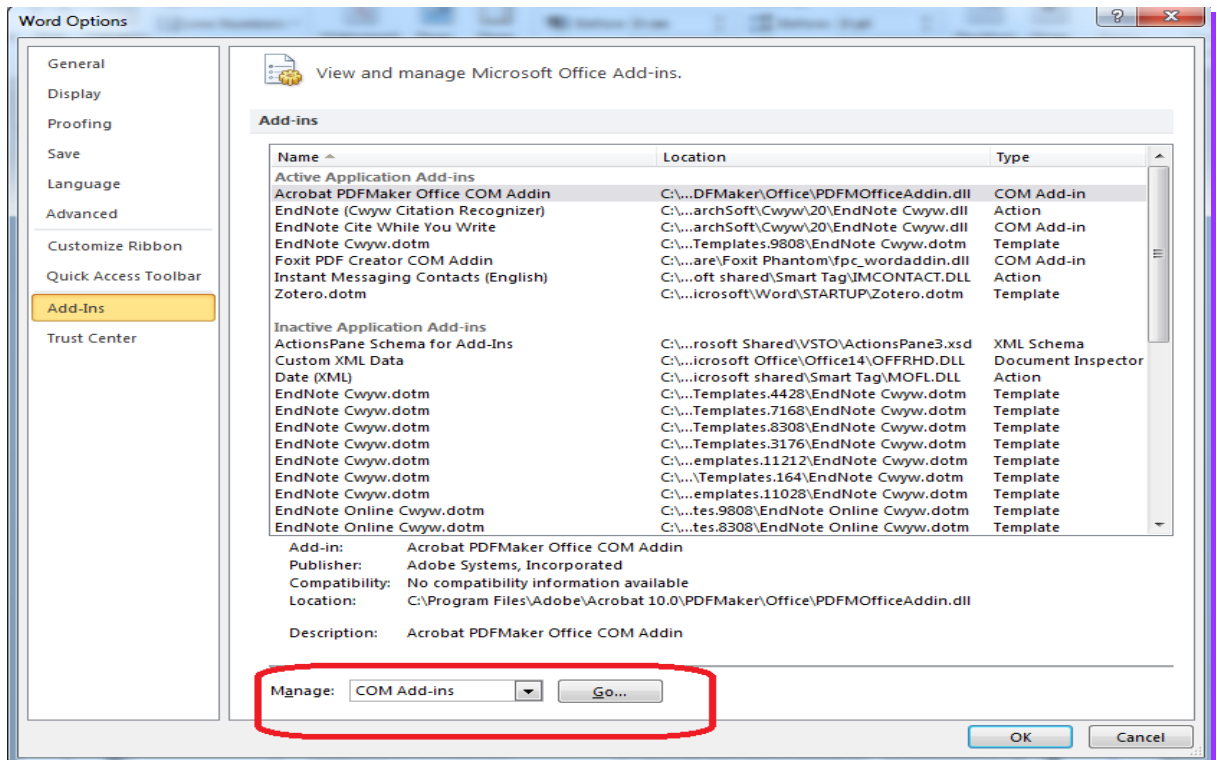 Word Options
General
Display
Proofing
Save
Language
Advanced
Customize Ribbon
Quick Access Toolbar
Add-Ins
Trust Center
View and manage Microsoft Office Add-ins.
Add-ins
Name Location Type
Active Application Add-ins
Acrobat PDFMaker Office COM Addin C:\...DFMaker\Office\PDFMOfficeAddin.dll COM Add-in
EndNote (Cwyw Citation Recognizer) C:\...archSoft\Cwyw\20\EndNote Cwyw.dll Action
EndNote Cite While You Write C:\...archSoft\Cwyw\20\EndNote Cwyw.dll COM Add-in
EndNote Cwyw.dotm C:\...Templates.9808\EndNote Cwyw.dotm Template
Foxit PDF Creator COM Addin C:\...are\Foxit Phantom\fpc_wordaddin.dll COM Add-in
Instant Messaging Contacts (English) C:\...oft shared\Smart Tag\IMCONTACT.DLL Action
Zotero.dotm C:\...icrosoft\Word\STARTUP\Zotero.dotm Template
Inactive Application Add-ins
ActionsPane Schema for Add-Ins C:\...rosoft Shared\VSTO\ActionsPane3.xsd XML Schema
Custom XML Data C:\...icrosoft Office\Office14\OFFRHD.DLL Document Inspector
Date (XML) C:\...icrosoft shared\Smart Tag\MOFL.DLL Action
EndNote Cwyw.dotm C:\...Templates.4428\EndNote Cwyw.dotm Template
EndNote Cwyw.dotm C:\...Templates.7168\EndNote Cwyw.dotm Template
EndNote Cwyw.dotm C:\...Templates.8308\EndNote Cwyw.dotm Template
EndNote Cwyw.dotm C:\...Templates.3176\EndNote Cwyw.dotm Template
EndNote Cwyw.dotm C:\...emplates.11212\EndNote Cwyw.dotm Template
EndNote Cwyw.dotm C:\...\Templates.164\EndNote Cwyw.dotm Template
EndNote Cwyw.dotm C:\...emplates.11028\EndNote Cwyw.dotm Template
EndNote Online Cwyw.dotm C:\...tes.9808\EndNote Online Cwyw.dotm Template
EndNote Online Cwyw.dotm C:\...tes.8308\EndNote Online Cwyw.dotm Template
Add-in: Acrobat PDFMaker Office COM Addin
Publisher: Adobe Systems, Incorporated
Compatibility: No compatibility information available
Location: C:\Program Files\Adobe\Acrobat 10.0\PDFMaker\Office\PDFMOfficeAddin.dll
Description: Acrobat PDFMaker Office COM Addin
Manage: COM Add-ins Go...
OK Cancel